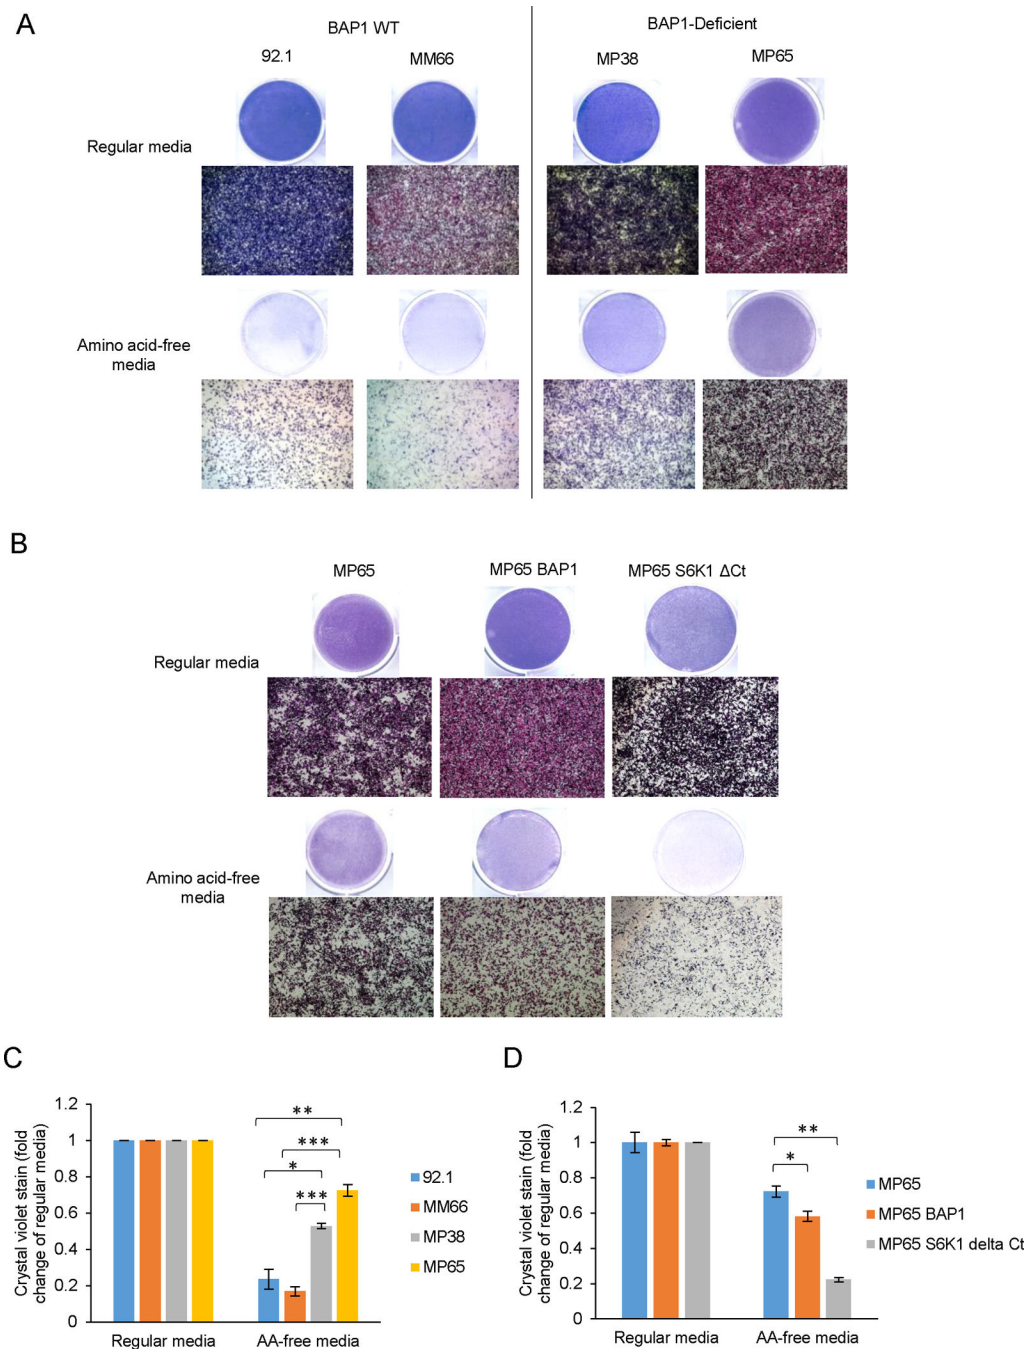 A
BAP1 WT
BAP1-Deficient
92.1
MM66
MP38
MP65
Regular media
Amino acid-free
media
B
MP65
MP65 BAP1
MP65 S6K1 ΔCt
Regular media
Amino acid-free
media
C
Crystal violet stain (fold
change of regular media)
1.2
1
0.8
0.6
0.4
0.2
0
**
***
*
***
Regular media
AA-free media
92.1
MM66
MP38
MP65
D
Crystal violet stain (fold
change of regular media)
1.2
1
0.8
0.6
0.4
0.2
0
**
*
Regular media
AA-free media
MP65
MP65 BAP1
MP65 S6K1 delta Ct